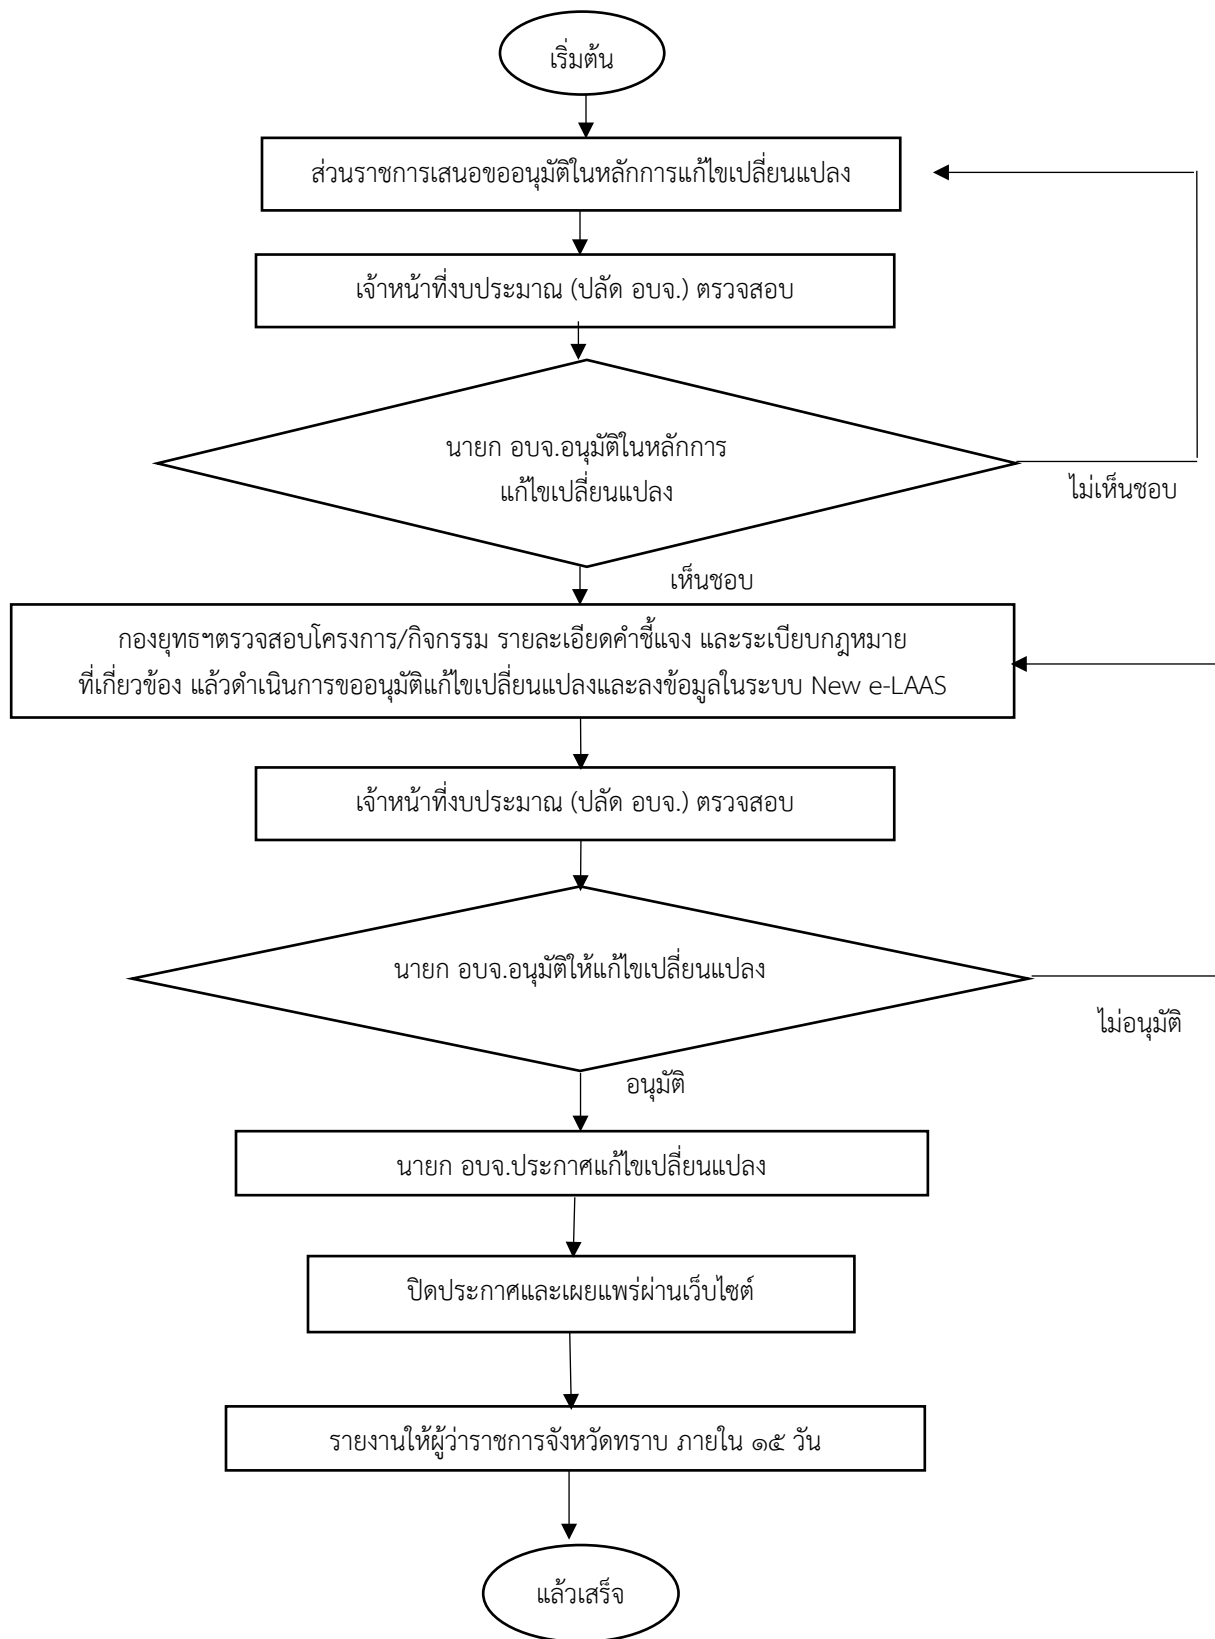 เริ่มต้น
ส่วนราชการเสนอขออนุมัติในหลักการแก้ไขเปลี่ยนแปลง
เจ้าหน้าที่งบประมาณ (ปลัด อบจ.) ตรวจสอบ
นายก อบจ.อนุมัติในหลักการ
แก้ไขเปลี่ยนแปลง
ไม่เห็นชอบ
เห็นชอบ
กองยุทธฯตรวจสอบโครงการ/กิจกรรม รายละเอียดคำชี้แจง และระเบียบกฎหมาย
ที่เกี่ยวข้อง แล้วดำเนินการขออนุมัติแก้ไขเปลี่ยนแปลงและลงข้อมูลในระบบ New e-LAAS
เจ้าหน้าที่งบประมาณ (ปลัด อบจ.) ตรวจสอบ
นายก อบจ.อนุมัติให้แก้ไขเปลี่ยนแปลง
ไม่อนุมัติ
อนุมัติ
นายก อบจ.ประกาศแก้ไขเปลี่ยนแปลง
ปิดประกาศและเผยแพร่ผ่านเว็บไซต์
รายงานให้ผู้ว่าราชการจังหวัดทราบ ภายใน ๑๕ วัน
แล้วเสร็จ